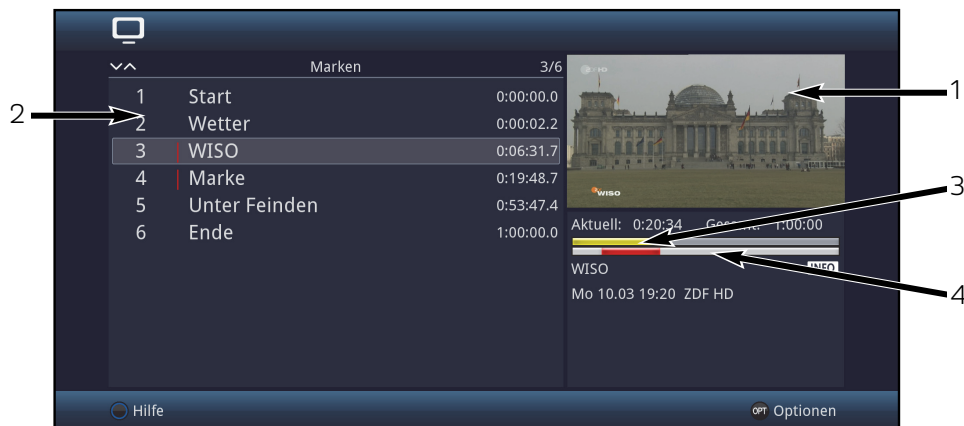 Marken 3/6
1 Start 0:00:00.0
2 Wetter 0:00:02.2
3 WISO 0:06:31.7
4 Marke 0:19:48.7
5 Unter Feinden 0:53:47.4
6 Ende 1:00:00.0
wiso
Aktuell: 0:20:34 Gesamt: 1:00:00
WISO INFO
Mo 10.03 19:20 ZDF HD
Hilfe
OPT Optionen
1
2
3
4